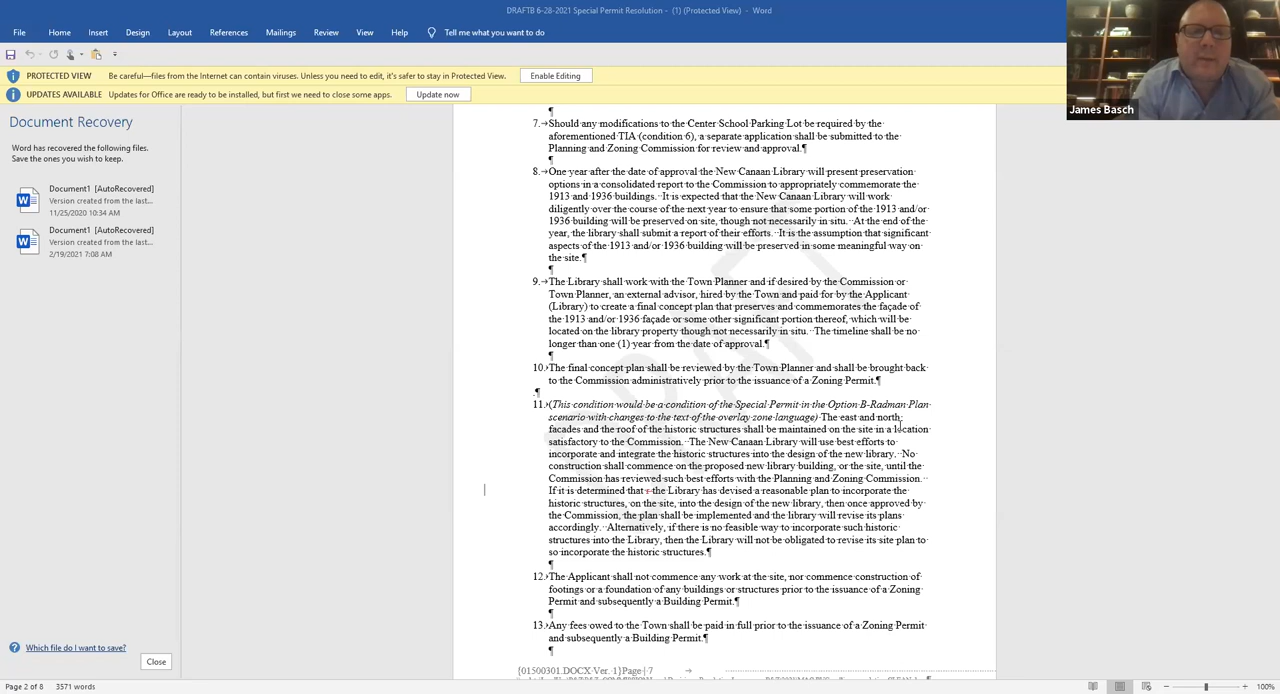 DRAFTB 6-28-2021 Special Permit Resolution - (1) (Protected View) - Word
File Home Insert Design Layout References Mailings Review View Help Tell me what you want to do
PROTECTED VIEW Be careful—files from the Internet can contain viruses. Unless you need to edit, it's safer to stay in Protected View. Enable Editing
UPDATES AVAILABLE Updates for Office are ready to be installed, but first we need to close some apps. Update now
James Basch
Document Recovery
Word has recovered the following files.
Save the ones you wish to keep.
Document1 [AutoRecovered]
Version created from the last...
11/25/2020 10:34 AM
Document1 [AutoRecovered]
Version created from the last...
2/19/2021 7:08 AM
Which file do I want to save?
Close
DRAFT
¶
7.→Should any modifications to the Center School Parking Lot be required by the
aforementioned TIA (condition 6), a separate application shall be submitted to the
Planning and Zoning Commission for review and approval.¶
¶
8.→One year after the date of approval the New Canaan Library will present preservation
options in a consolidated report to the Commission to appropriately commemorate the
1913 and 1936 buildings. It is expected that the New Canaan Library will work
diligently over the course of the next year to ensure that some portion of the 1913 and/or
1936 building will be preserved on site, though not necessarily in situ. At the end of the
year, the library shall submit a report of their efforts. It is the assumption that significant
aspects of the 1913 and/or 1936 building will be preserved in some meaningful way on
the site.¶
¶
9.→The Library shall work with the Town Planner and if desired by the Commission or
Town Planner, an external advisor, hired by the Town and paid for by the Applicant
(Library) to create a final concept plan that preserves and commemorates the façade of
the 1913 and/or 1936 façade or some other significant portion thereof, which will be
located on the library property though not necessarily in situ. The timeline shall be no
longer than one (1) year from the date of approval.¶
¶
10. The final concept plan shall be reviewed by the Town Planner and shall be brought back
to the Commission administratively prior to the issuance of a Zoning Permit.¶
.¶
11. (This condition would be a condition of the Special Permit in the Option B-Radman Plan
scenario with changes to the text of the overlay zone language) The east and north
facades and the roof of the historic structures shall be maintained on the site in a location
satisfactory to the Commission. The New Canaan Library will use best efforts to
incorporate and integrate the historic structures into the design of the new library. No
construction shall commence on the proposed new library building, or the site, until the
Commission has reviewed such best efforts with the Planning and Zoning Commission.
If it is determined that the Library has devised a reasonable plan to incorporate the
historic structures, on the site, into the design of the new library, then once approved by
the Commission, the plan shall be implemented and the library will revise its plans
accordingly. Alternatively, if there is no feasible way to incorporate such historic
structures into the Library, then the Library will not be obligated to revise its site plan to
so incorporate the historic structures.¶
¶
12. The Applicant shall not commence any work at the site, nor commence construction of
footings or a foundation of any buildings or structures prior to the issuance of a Zoning
Permit and subsequently a Building Permit.¶
¶
13. Any fees owed to the Town shall be paid in full prior to the issuance of a Zoning Permit
and subsequently a Building Permit.¶
¶
{01500301.DOCX Ver. 1}Page | 7
Page 2 of 8 3571 words
100%